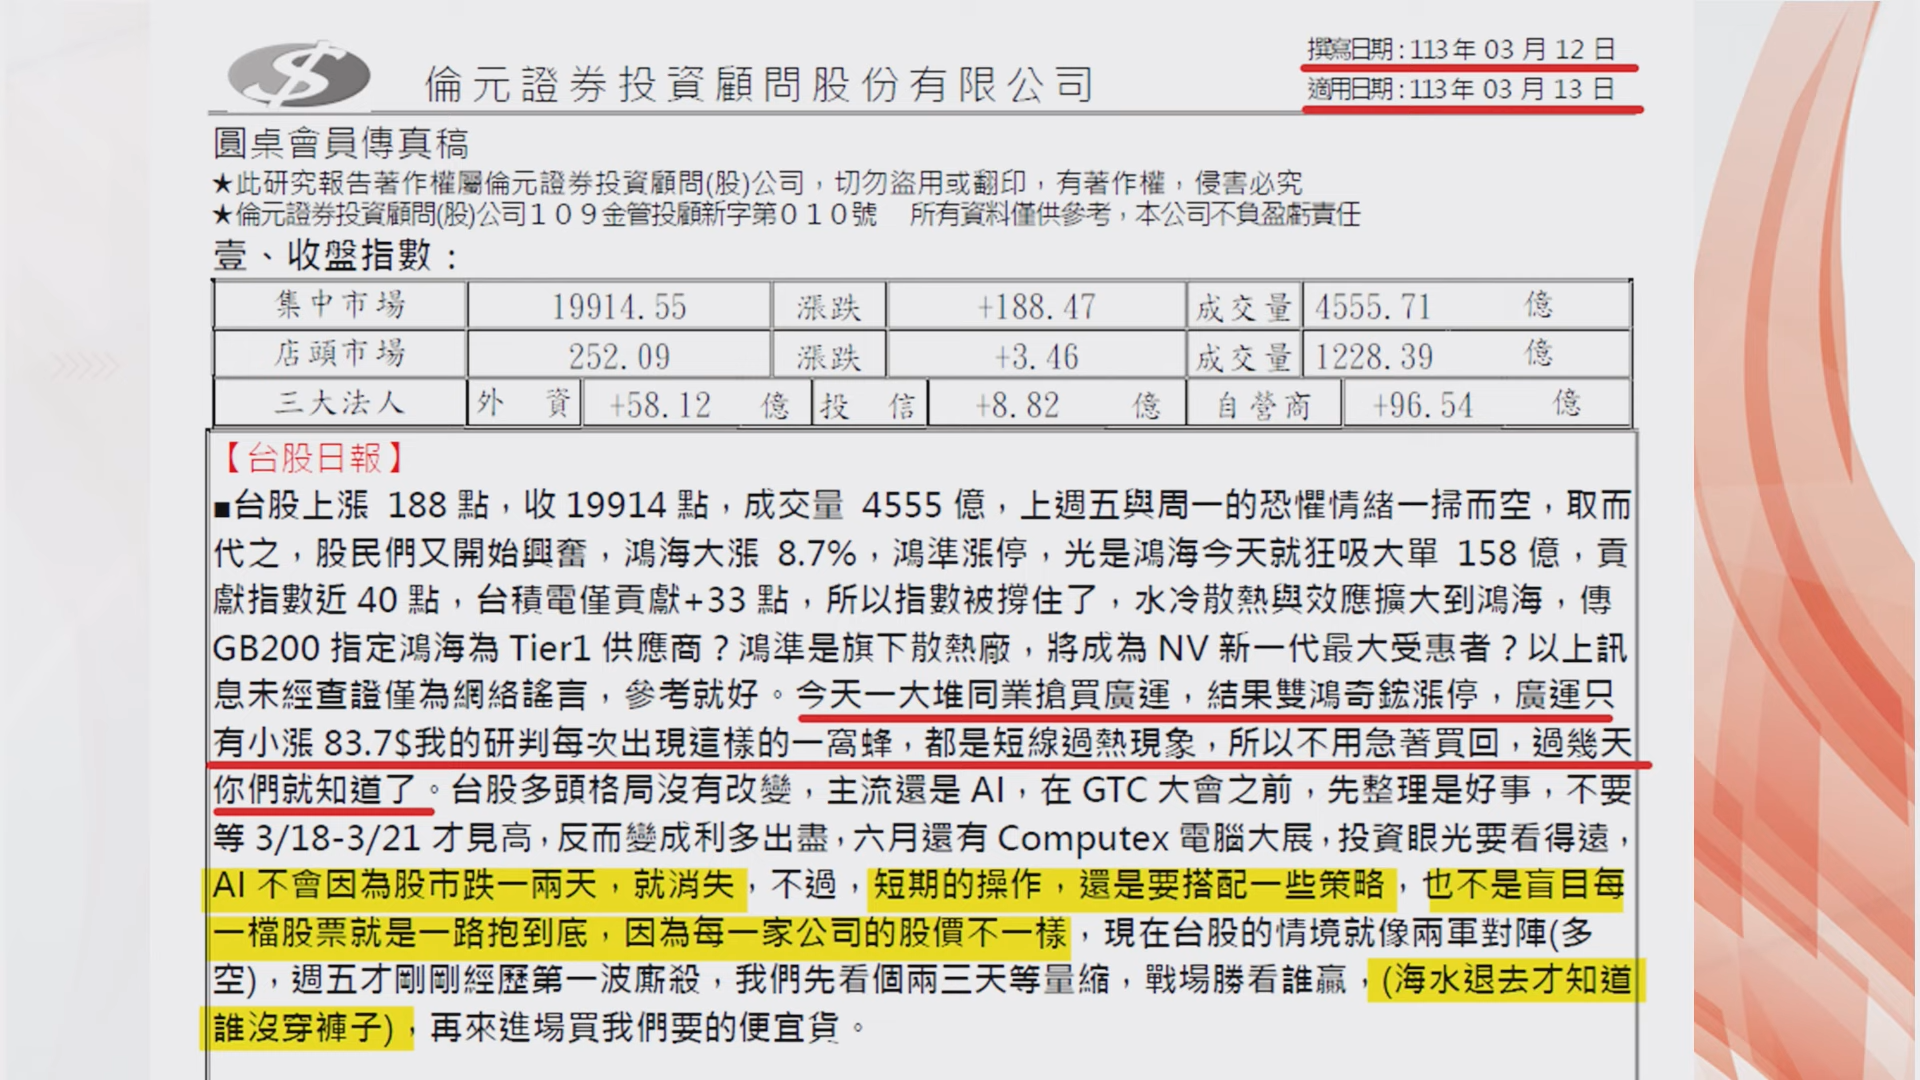 撰寫日期:113年 03 月 12 日
倫元證券投資顧問股份有限公司
適用日期:113年 03 月 13 日
圓桌會員傳真稿
★此研究報告著作權屬倫元證券投資顧問(股)公司，切勿盜用或翻印，有著作權，侵害必究
★倫元證券投資顧問(股)公司１０９金管投顧新字第０１０號 所有資料僅供參考，本公司不負盈虧責任
壹、收盤指數：
集中市場 19914.55 漲跌 +188.47 成交量 4555.71 億
店頭市場 252.09 漲跌 +3.46 成交量 1228.39 億
三大法人 外 資 +58.12 億 投 信 +8.82 億 自營商 +96.54 億
【台股日報】
■台股上漲 188 點，收 19914 點，成交量 4555 億，上週五與周一的恐懼情緒一掃而空，取而
代之，股民們又開始興奮，鴻海大漲 8.7%，鴻準漲停，光是鴻海今天就狂吸大單 158 億，貢
獻指數近 40 點，台積電僅貢獻+33 點，所以指數被撐住了，水冷散熱與效應擴大到鴻海，傳
GB200 指定鴻海為 Tier1 供應商？鴻準是旗下散熱廠，將成為 NV 新一代最大受惠者？以上訊
息未經查證僅為網絡謠言，參考就好。今天一大堆同業搶買廣運，結果雙鴻奇鋐漲停，廣運只
有小漲 83.7$我的研判每次出現這樣的一窩蜂，都是短線過熱現象，所以不用急著買回，過幾天
你們就知道了。台股多頭格局沒有改變，主流還是 AI，在 GTC 大會之前，先整理是好事，不要
等 3/18-3/21 才見高，反而變成利多出盡，六月還有 Computex 電腦大展，投資眼光要看得遠，
AI 不會因為股市跌一兩天，就消失，不過，短期的操作，還是要搭配一些策略，也不是盲目每
一檔股票就是一路抱到底，因為每一家公司的股價不一樣，現在台股的情境就像兩軍對陣(多
空)，週五才剛剛經歷第一波廝殺，我們先看個兩三天等量縮，戰場勝看誰贏，(海水退去才知道
誰沒穿褲子)，再來進場買我們要的便宜貨。